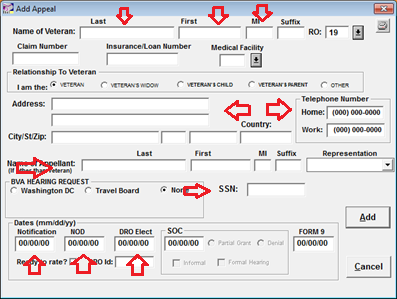 Add Appeal
Last First MI Suffix
Name of Veteran: RO: 19
Claim Number Insurance/Loan Number Medical Facility
Relationship To Veteran
I am the: VETERAN VETERAN'S WIDOW VETERAN'S CHILD VETERAN'S PARENT OTHER
Address: Telephone Number
Home: (000) 000-0000
Country:
City/St/Zip: Work: (000) 000-0000
Last First MI Suffix Representation
Name of Appellant:
(If other than Veteran)
BVA HEARING REQUEST
Washington DC Travel Board None SSN:
Dates (mm/dd/yy)
Notification NOD DRO Elect SOC FORM 9
00/00/00 00/00/00 00/00/00 00/00/00 Partial Grant Denial 00/00/00
Ready to rate? DRO Id: Informal Formal Hearing
Add
Cancel